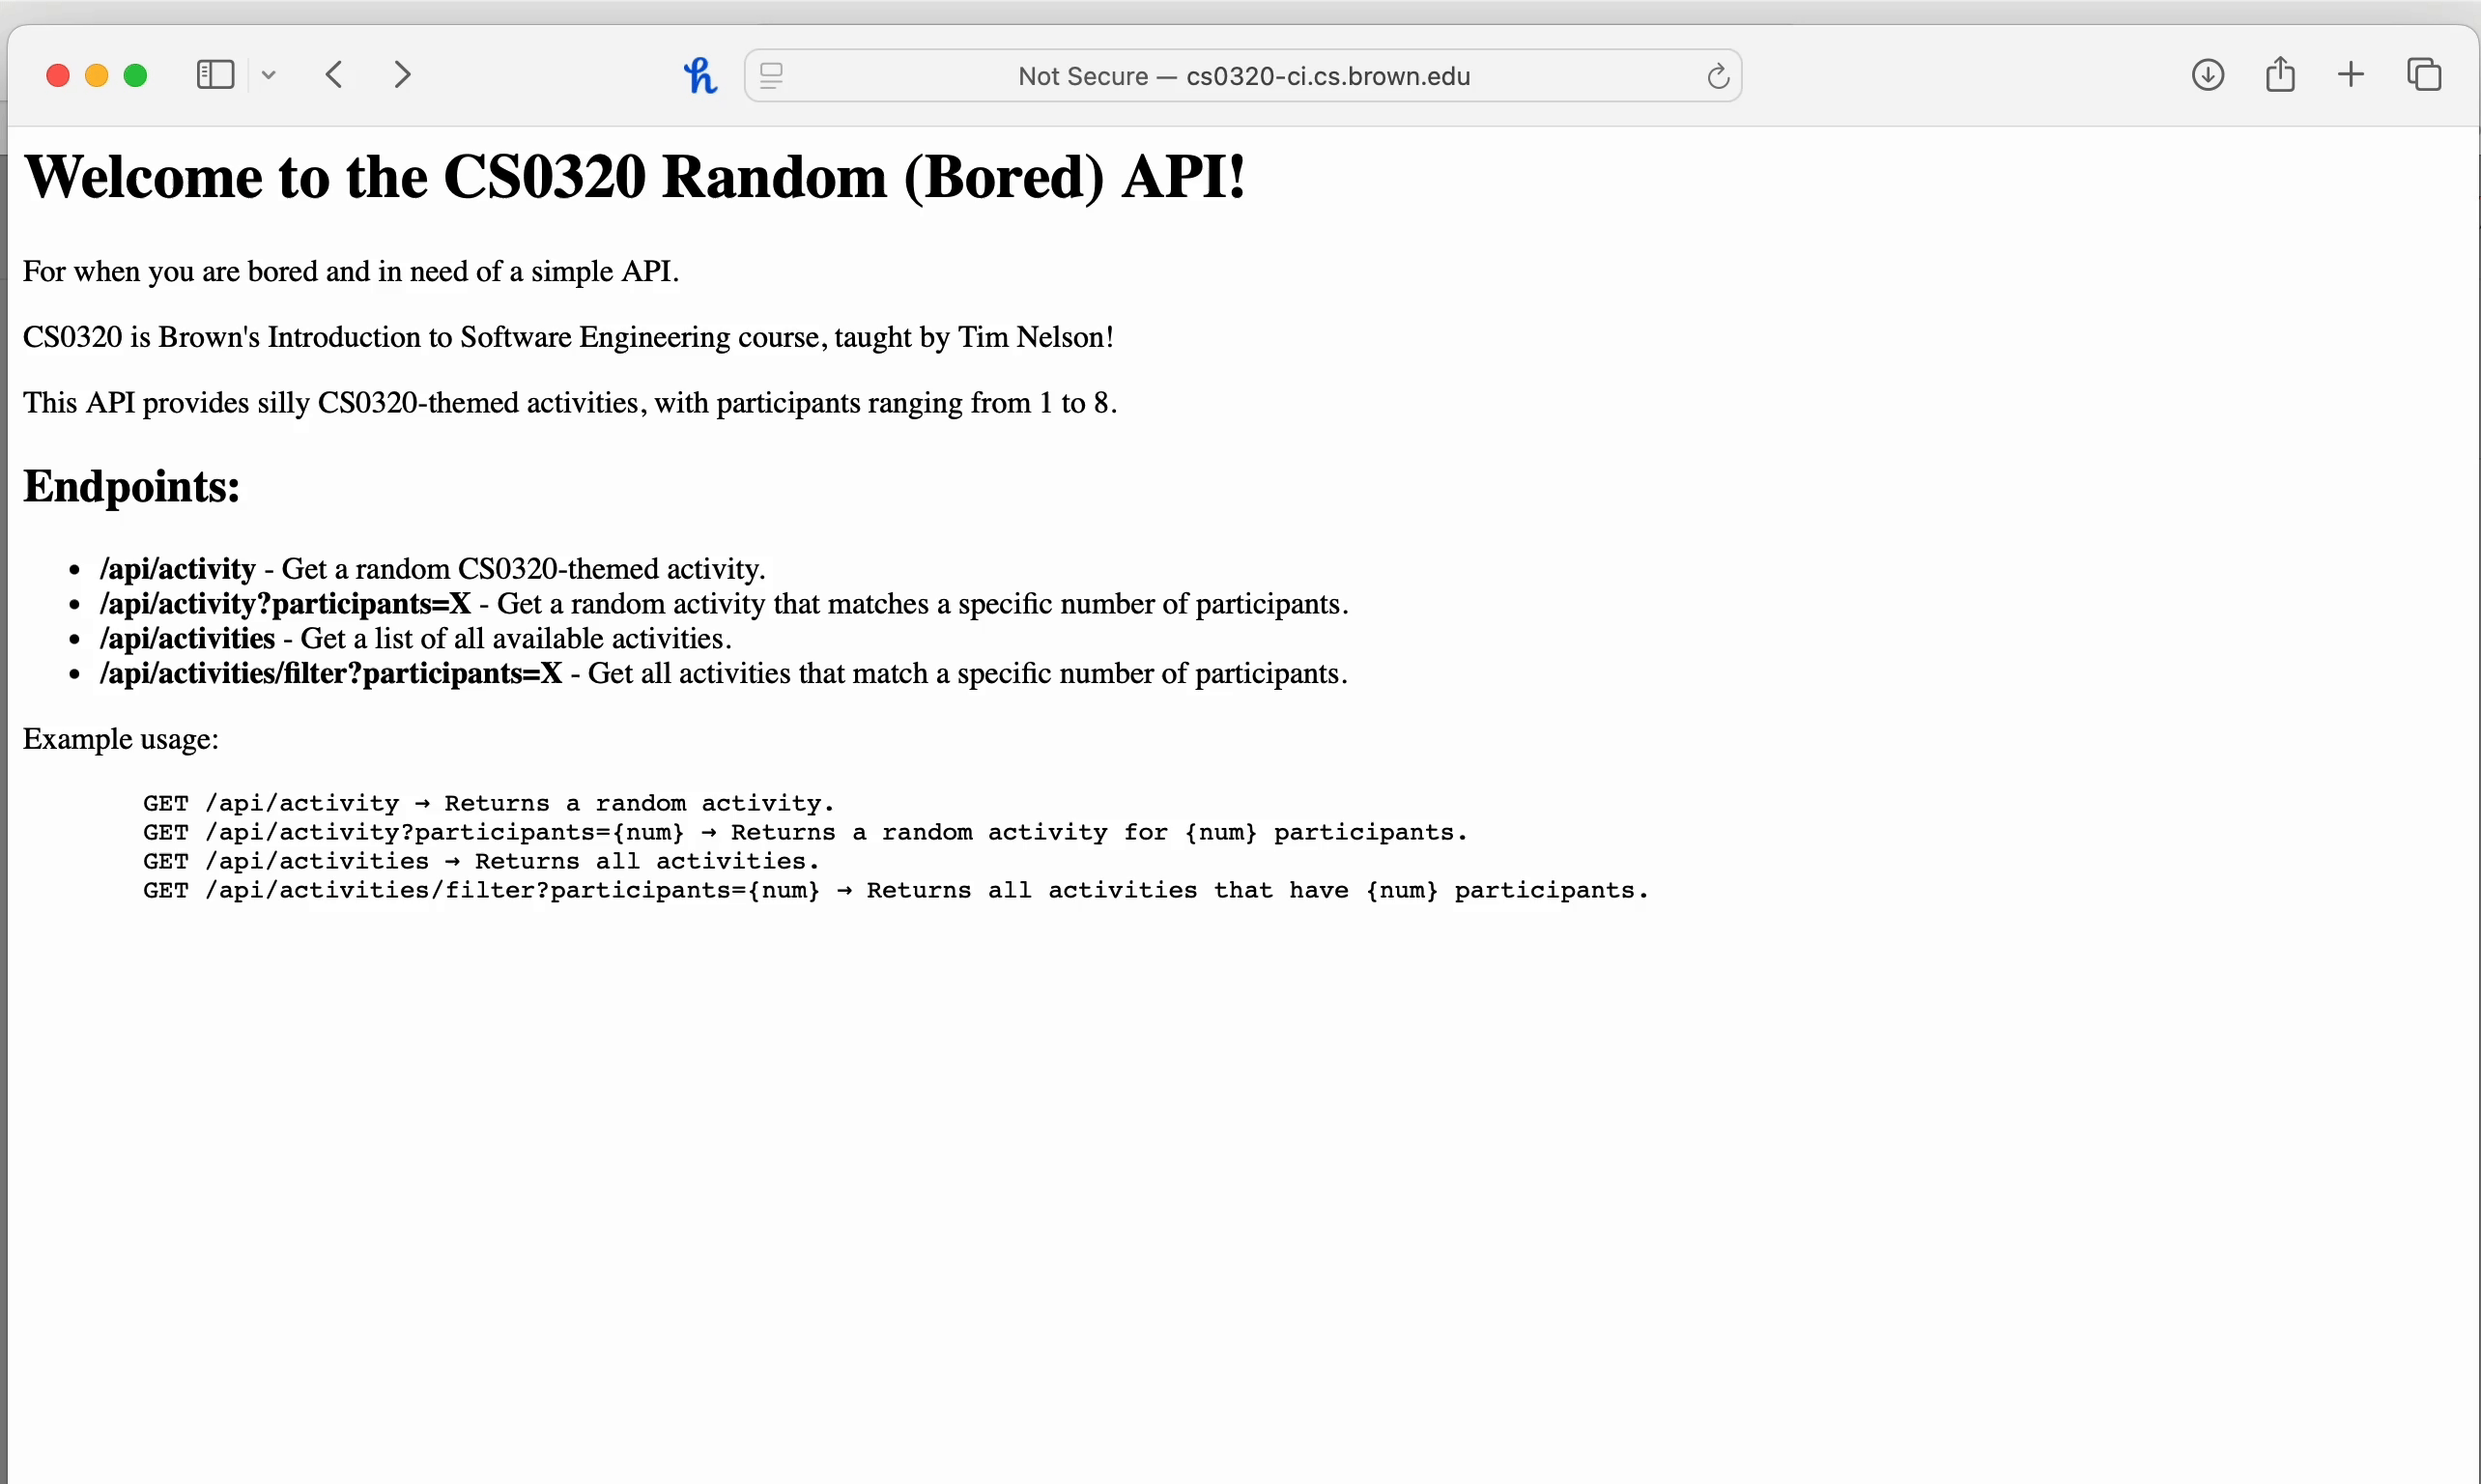 Not Secure — cs0320-ci.cs.brown.edu
Welcome to the CS0320 Random (Bored) API!
For when you are bored and in need of a simple API.
CS0320 is Brown's Introduction to Software Engineering course, taught by Tim Nelson!
This API provides silly CS0320-themed activities, with participants ranging from 1 to 8.
Endpoints:
• /api/activity - Get a random CS0320-themed activity.
• /api/activity?participants=X - Get a random activity that matches a specific number of participants.
• /api/activities - Get a list of all available activities.
• /api/activities/filter?participants=X - Get all activities that match a specific number of participants.
Example usage:
GET /api/activity → Returns a random activity.
GET /api/activity?participants={num} → Returns a random activity for {num} participants.
GET /api/activities → Returns all activities.
GET /api/activities/filter?participants={num} → Returns all activities that have {num} participants.